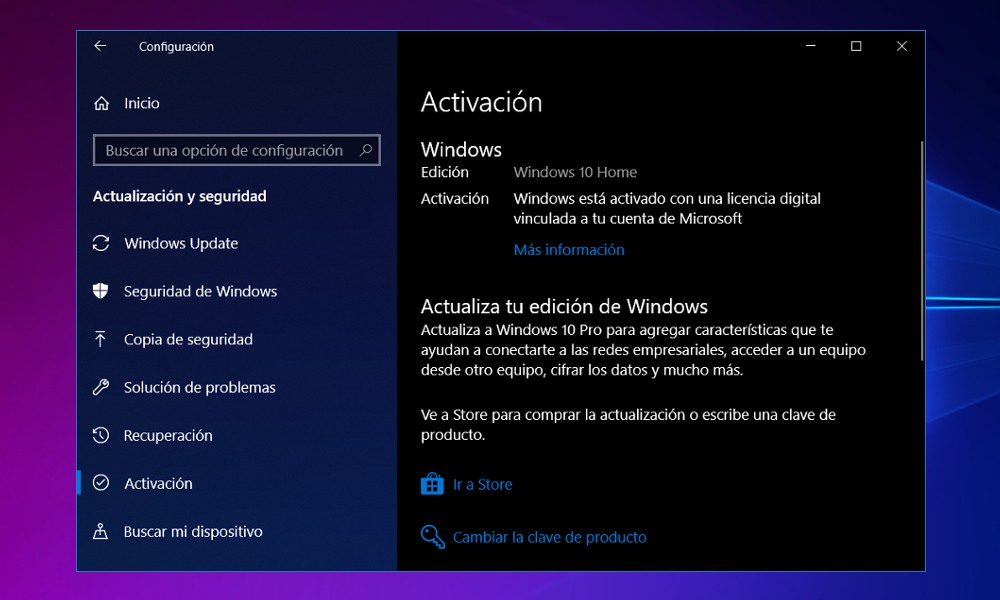 Configuración
Inicio
Buscar una opción de configuración
Actualización y seguridad
Windows Update
Seguridad de Windows
Copia de seguridad
Solución de problemas
Recuperación
Activación
Buscar mi dispositivo
Activación
Windows
Edición Windows 10 Home
Activación Windows está activado con una licencia digital
vinculada a tu cuenta de Microsoft
Más información
Actualiza tu edición de Windows
Actualiza a Windows 10 Pro para agregar características que te
ayudan a conectarte a las redes empresariales, acceder a un equipo
desde otro equipo, cifrar los datos y mucho más.
Ve a Store para comprar la actualización o escribe una clave de
producto.
Ir a Store
Cambiar la clave de producto